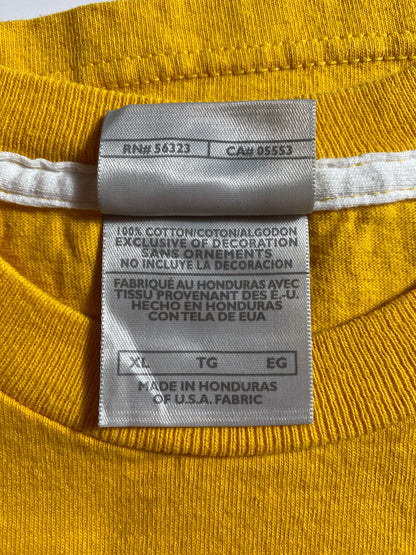 RN# 56323 CA# 05553
100% COTTON/COTON/ALGODON
EXCLUSIVE OF DECORATION
SANS ORNEMENTATION
NO INCLUYE LA DECORACION
FABRIQUÉ AU HONDURAS AVEC
TISSU PROVENANT DES É.-U.
HECHO EN HONDURAS
CON TELA DE EUA
XL TG EG
MADE IN HONDURAS
OF U.S.A. FABRIC